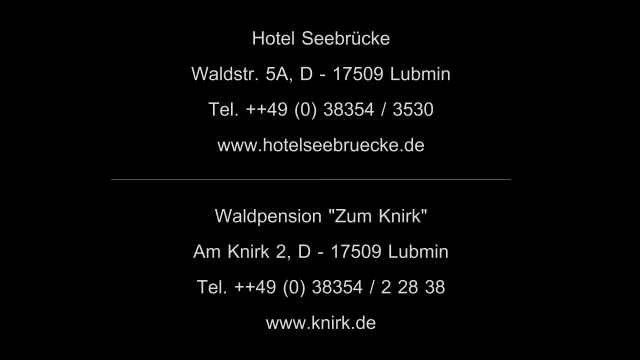 Hotel Seebrücke
Waldstr. 5A, D - 17509 Lubmin
Tel. ++49 (0) 38354 / 3530
www.hotelseebruecke.de
Waldpension "Zum Knirk"
Am Knirk 2, D - 17509 Lubmin
Tel. ++49 (0) 38354 / 2 28 38
www.knirk.de